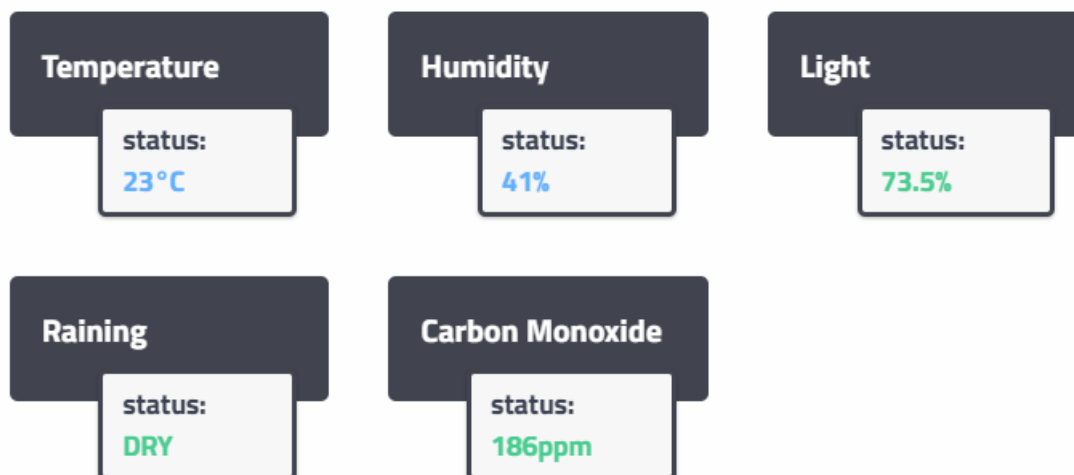 Temperature
status:
23°C
Humidity
status:
41%
Light
status:
73.5%
Raining
status:
DRY
Carbon Monoxide
status:
186ppm